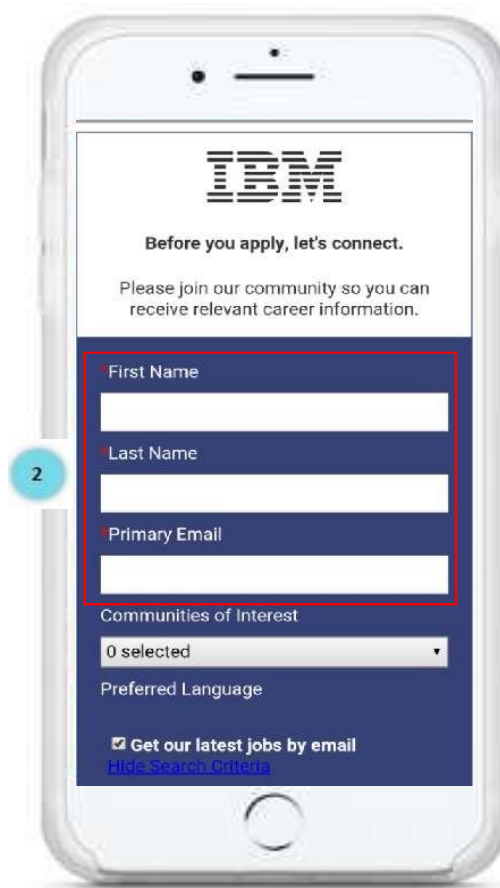 IBM
Before you apply, let's connect.
Please join our community so you can
receive relevant career information.
*First Name
*Last Name
2
*Primary Email
Communities of Interest
0 selected
Preferred Language
Get our latest jobs by email
Hide Search Criteria